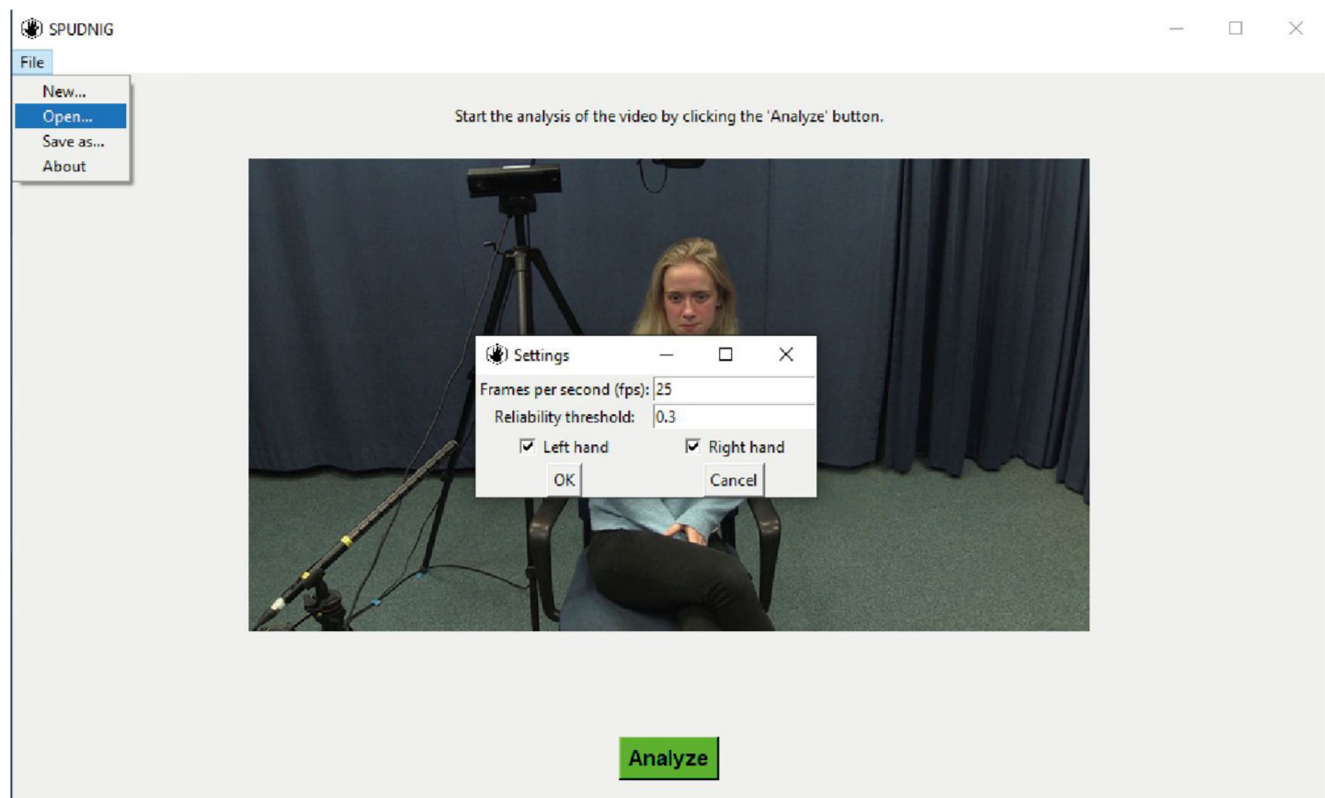 SPUDNIG
File
New...
Open...
Save as...
About
Start the analysis of the video by clicking the 'Analyze' button.
Settings
Frames per second (fps): 25
Reliability threshold: 0.3
Left hand Right hand
OK Cancel
Analyze